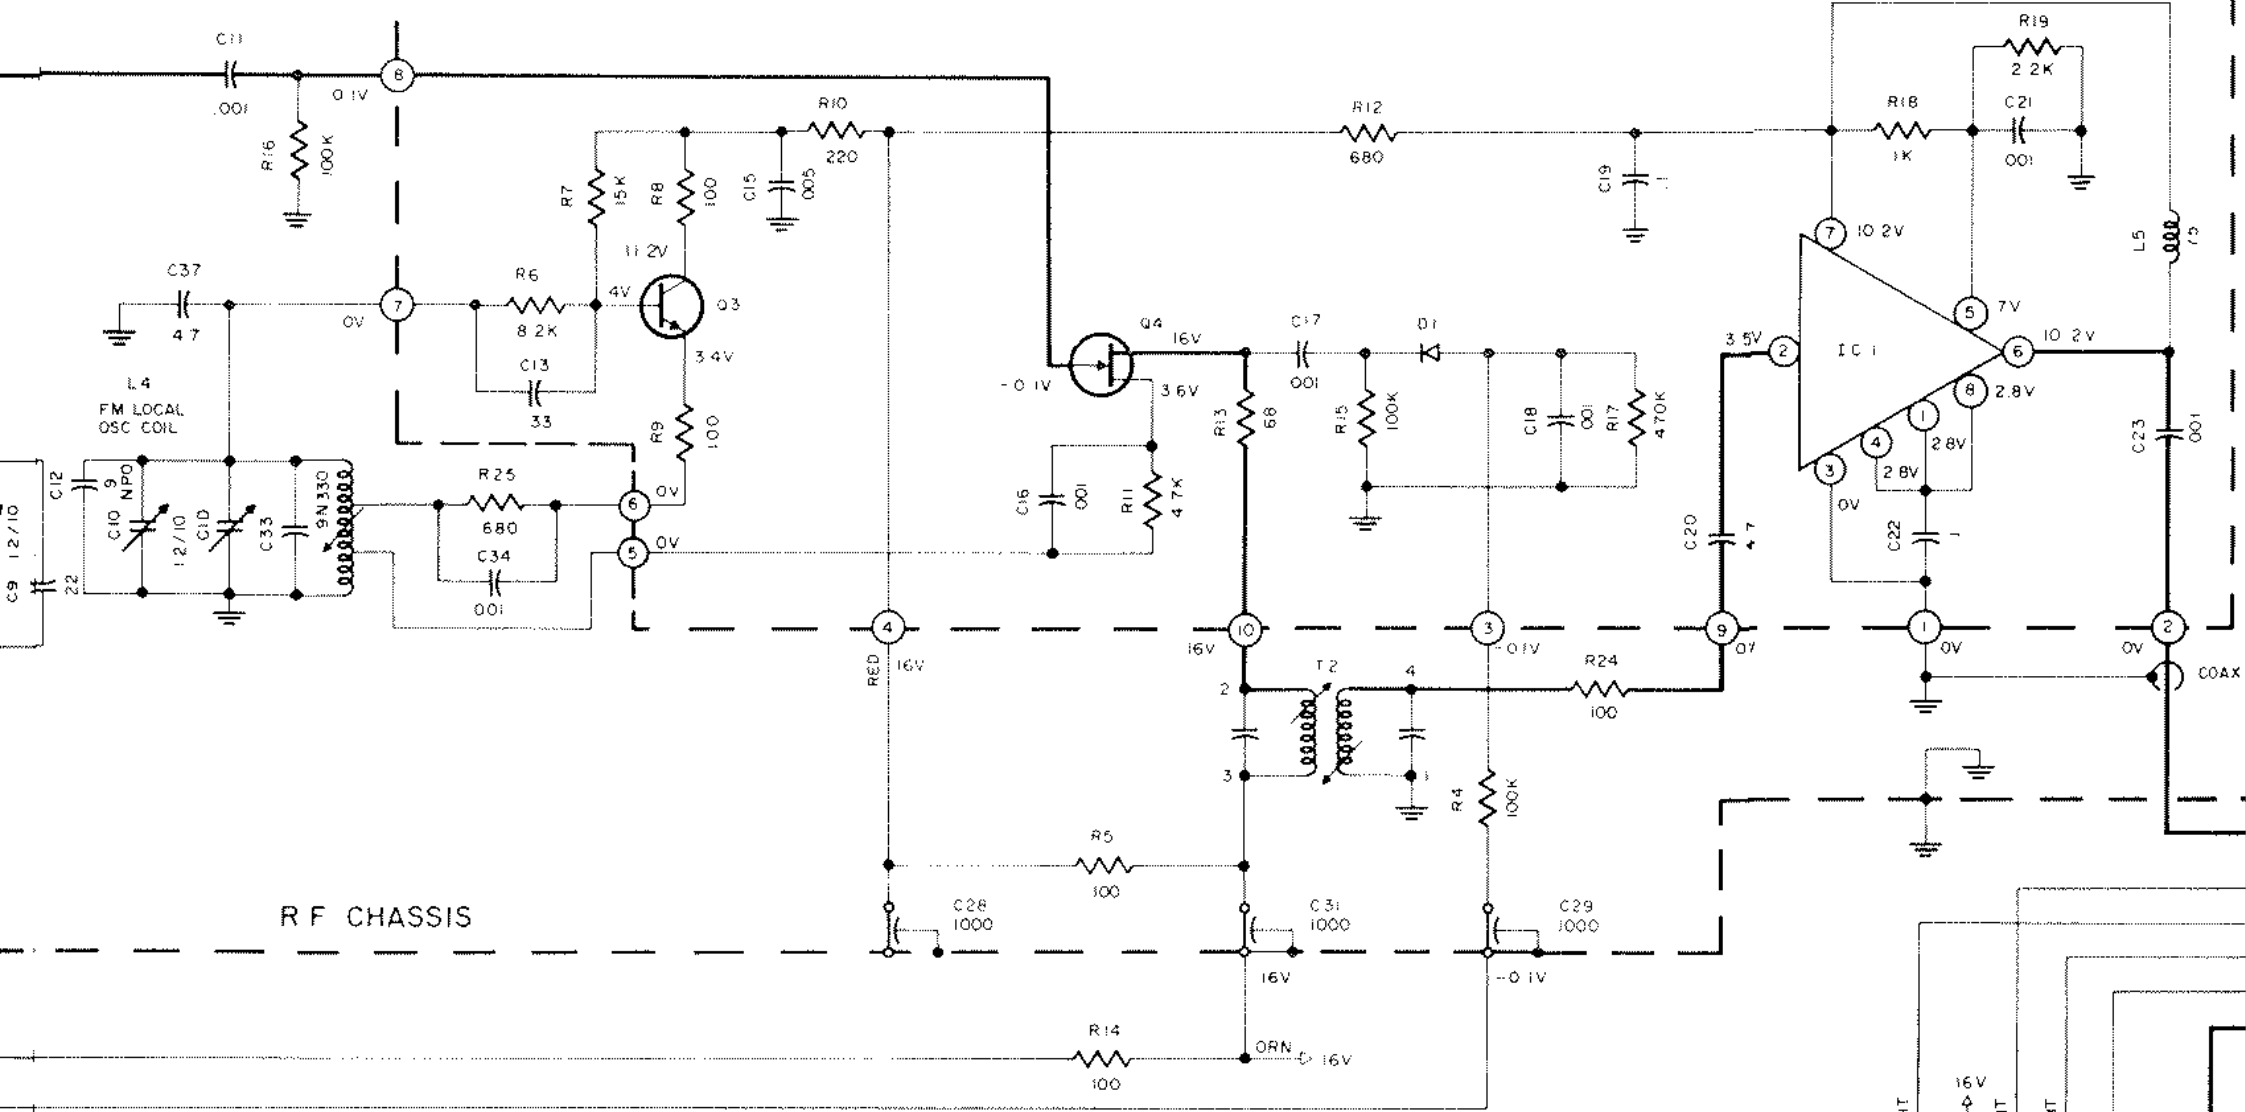 C11
.001
8
0.1V
R16
100K
R10
220
R12
680
R19
2 2K
R18
1K
C21
001
R7
15K
R8
100
C15
005
C19
11.2V
C37
4 7
7
0V
R6
8 2K
4V
Q3
C13
33
3.4V
R9
100
L4
FM LOCAL
OSC COIL
7
10 2V
L5
5
7V
Q4
16V
-0.1V
3.6V
C17
001
D1
3 5V
2
IC 1
6
10.2V
8
2.8V
1
2 8V
4
2 8V
3
0V
R13
68
R15
100K
C18
001
R17
470K
C23
001
C12
9
NPO
C10
12/10
C1D
C33
9N330
R25
680
C34
001
6
0V
5
0V
C16
001
R11
4 7K
C20
4 7
C22
12/10
C9
22
4
RED
16V
10
16V
3
-0.1V
9
1
0V
2
0V
COAX
2
T2
4
3
1
R24
100
R4
100K
R5
100
RF CHASSIS
C28
1000
C31
1000
C29
1000
16V
-0.1V
R14
100
ORN
16V
16V